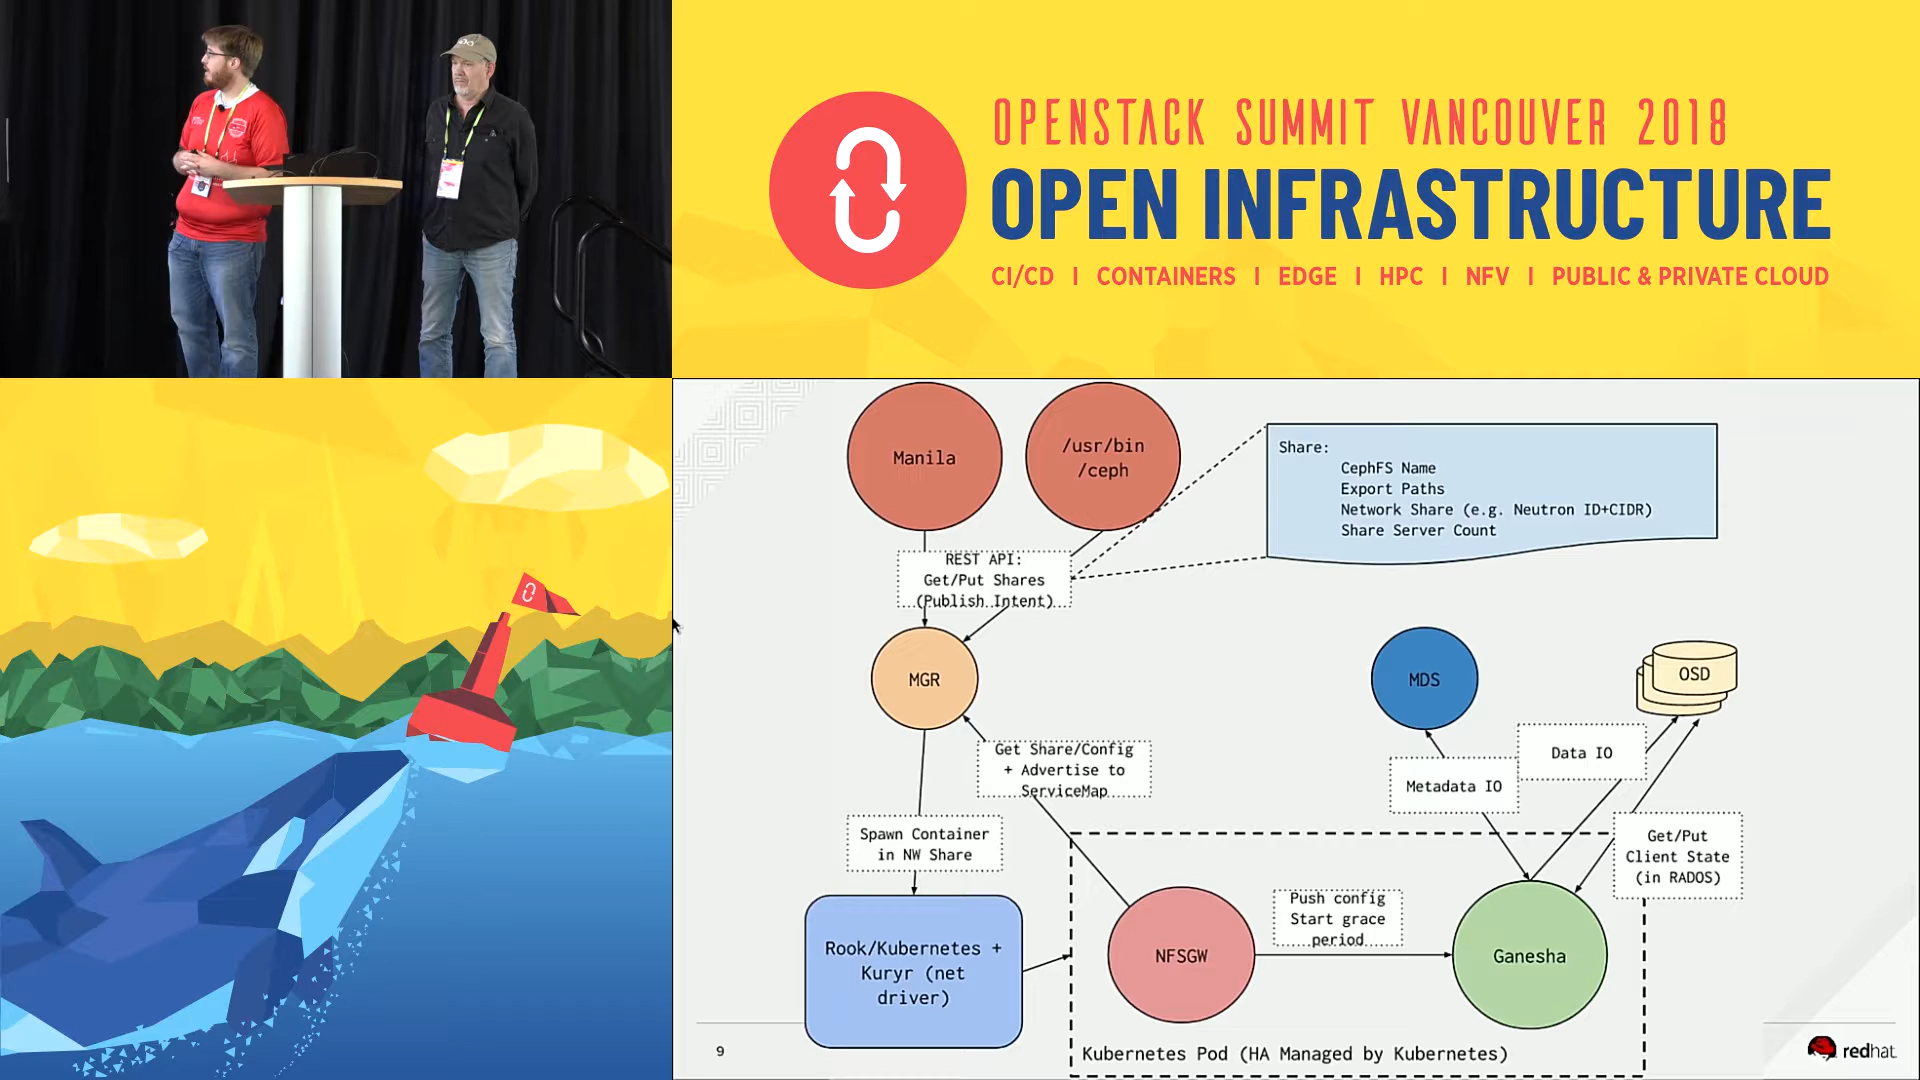 OPENSTACK SUMMIT VANCOUVER 2018
OPEN INFRASTRUCTURE
CI/CD | CONTAINERS | EDGE | HPC | NFV | PUBLIC & PRIVATE CLOUD
Manila
/usr/bin
/ceph
Share:
CephFS Name
Export Paths
Network Share (e.g. Neutron ID+CIDR)
Share Server Count
REST API:
Get/Put Shares
(Publish Intent)
MGR
MDS
OSD
Get Share/Config
+ Advertise to
ServiceMap
Data IO
Metadata IO
Spawn Container
in NW Share
Get/Put
Client State
(in RADOS)
Rook/Kubernetes +
Kuryr (net
driver)
NFSGW
Push config
Start grace
period
Ganesha
Kubernetes Pod (HA Managed by Kubernetes)
9
redhat